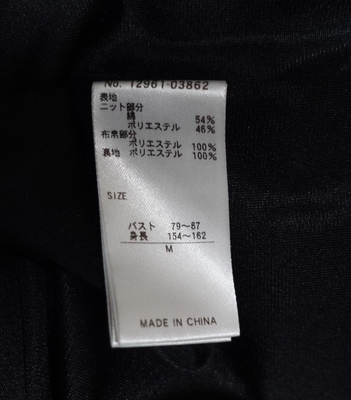 No. 12961-03862
表地
ニット部分
綿 54%
ポリエステル 46%
布帛部分
ポリエステル 100%
裏地 ポリエステル 100%
SIZE
バスト 79~87
身長 154~162
M
MADE IN CHINA